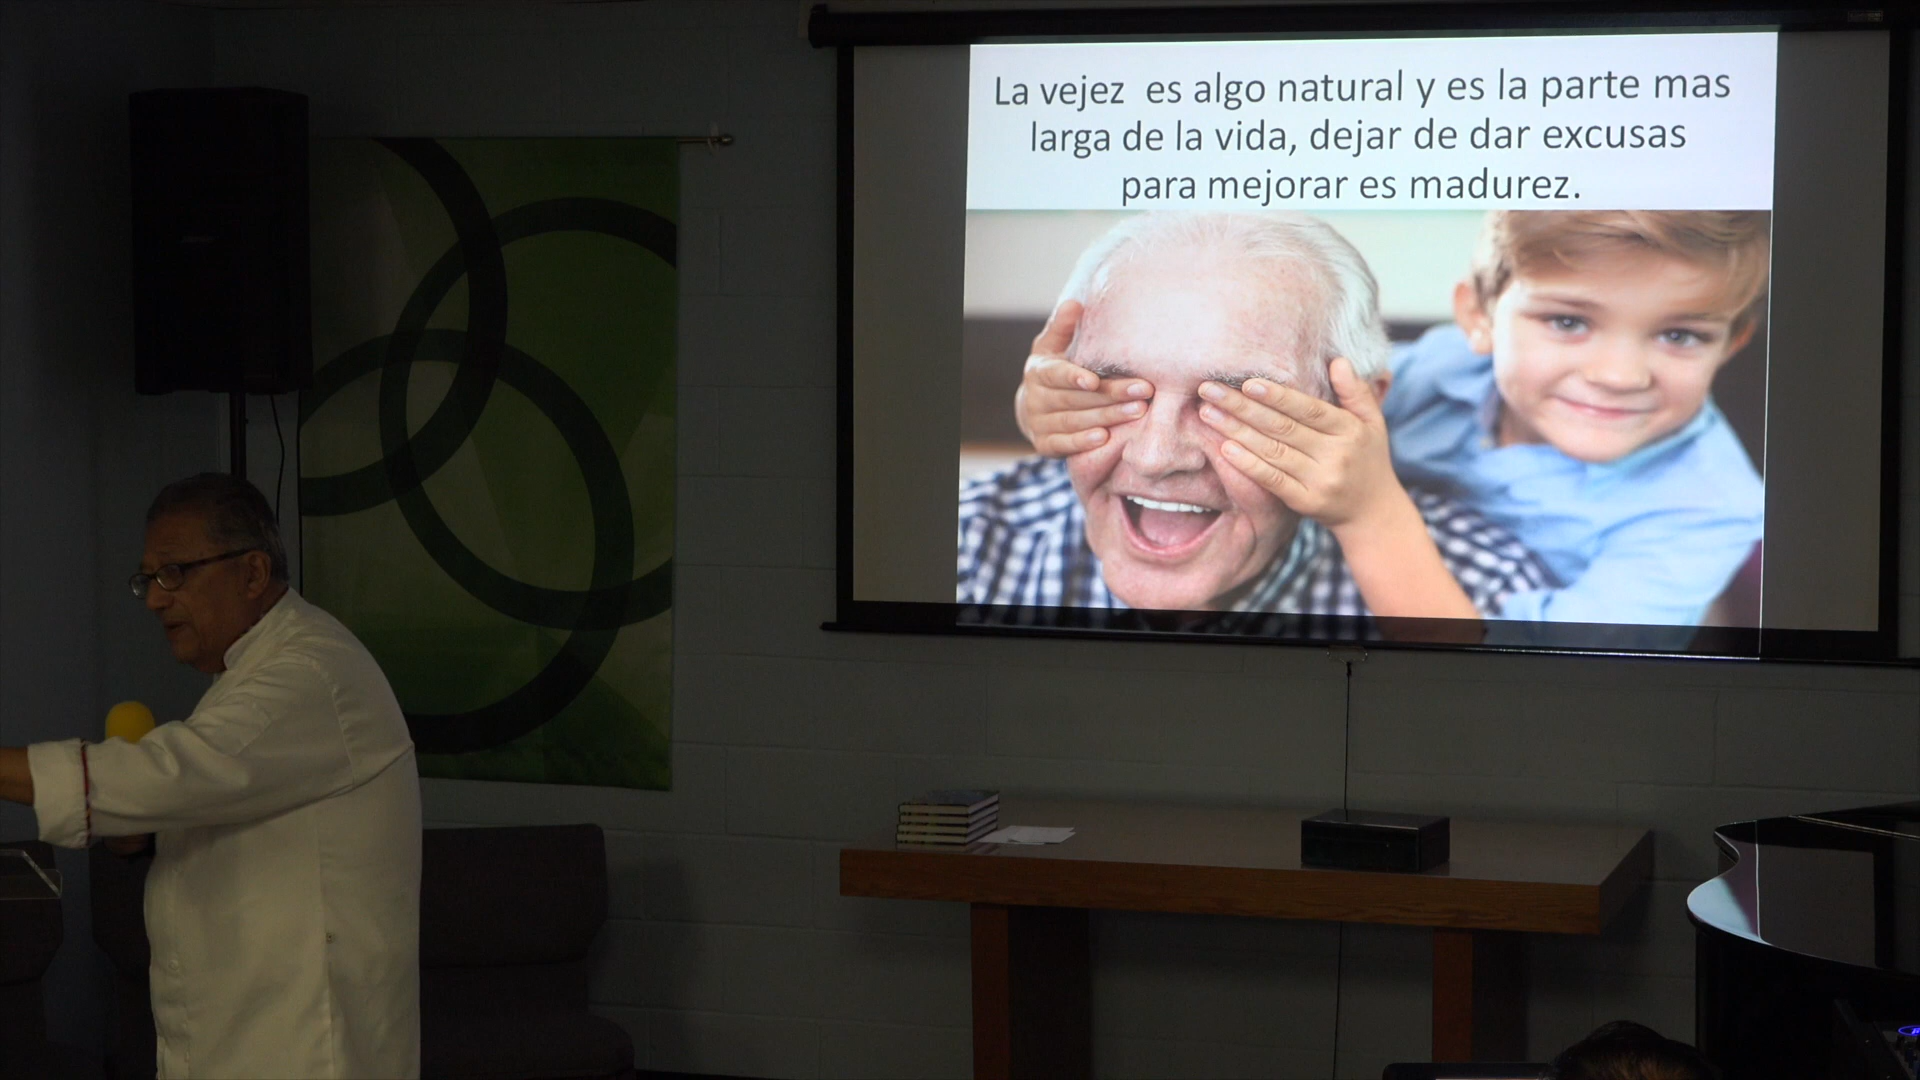 La vejez  es algo natural y es la parte mas
larga de la vida, dejar de dar excusas
para mejorar es madurez.